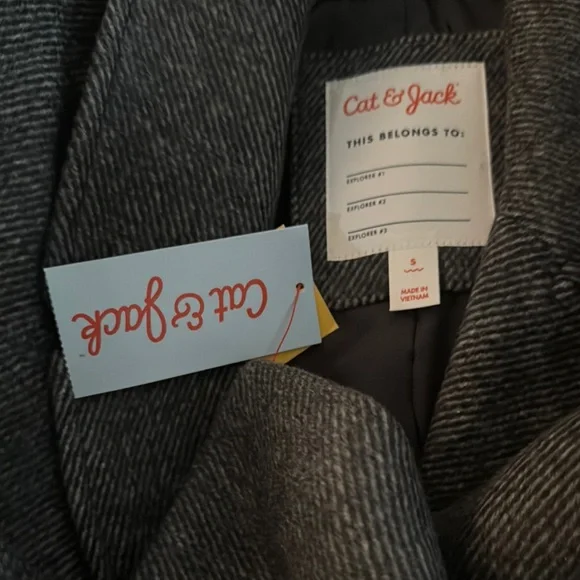 Cat & Jack
THIS BELONGS TO:
EXPLORER #1
EXPLORER #2
EXPLORER #3
S
MADE IN
VIETNAM
Cat & Jack